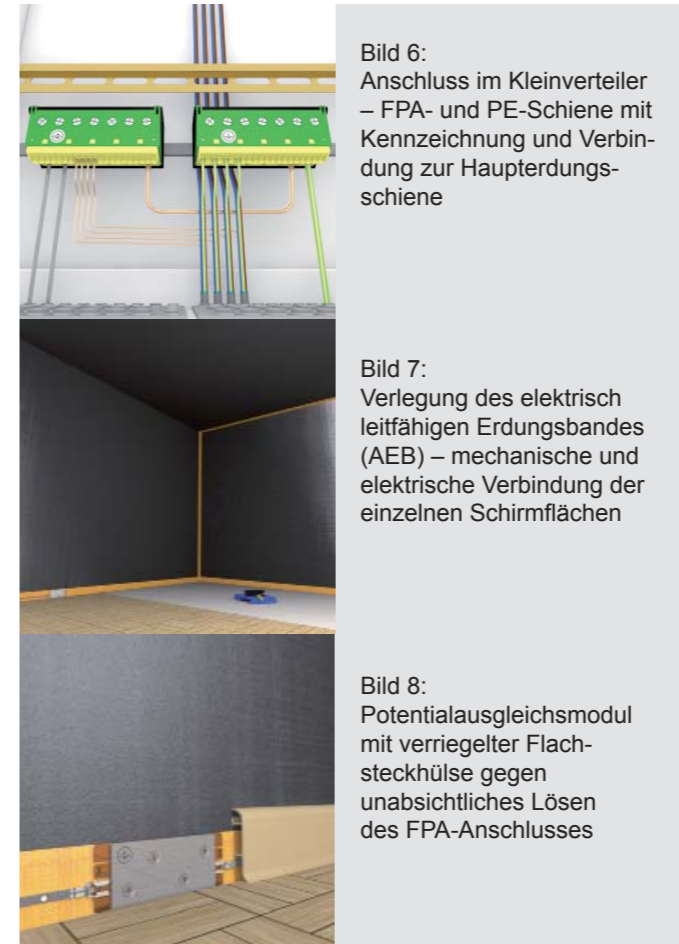 Bild 6:
Anschluss im Kleinverteiler
– FPA- und PE-Schiene mit
Kennzeichnung und Verbin-
dung zur Haupterdungs-
schiene
Bild 7:
Verlegung des elektrisch
leitfähigen Erdungsbandes
(AEB) – mechanische und
elektrische Verbindung der
einzelnen Schirmflächen
Bild 8:
Potentialausgleichsmodul
mit verriegelter Flach-
steckhülse gegen
unabsichtliches Lösen
des FPA-Anschlusses